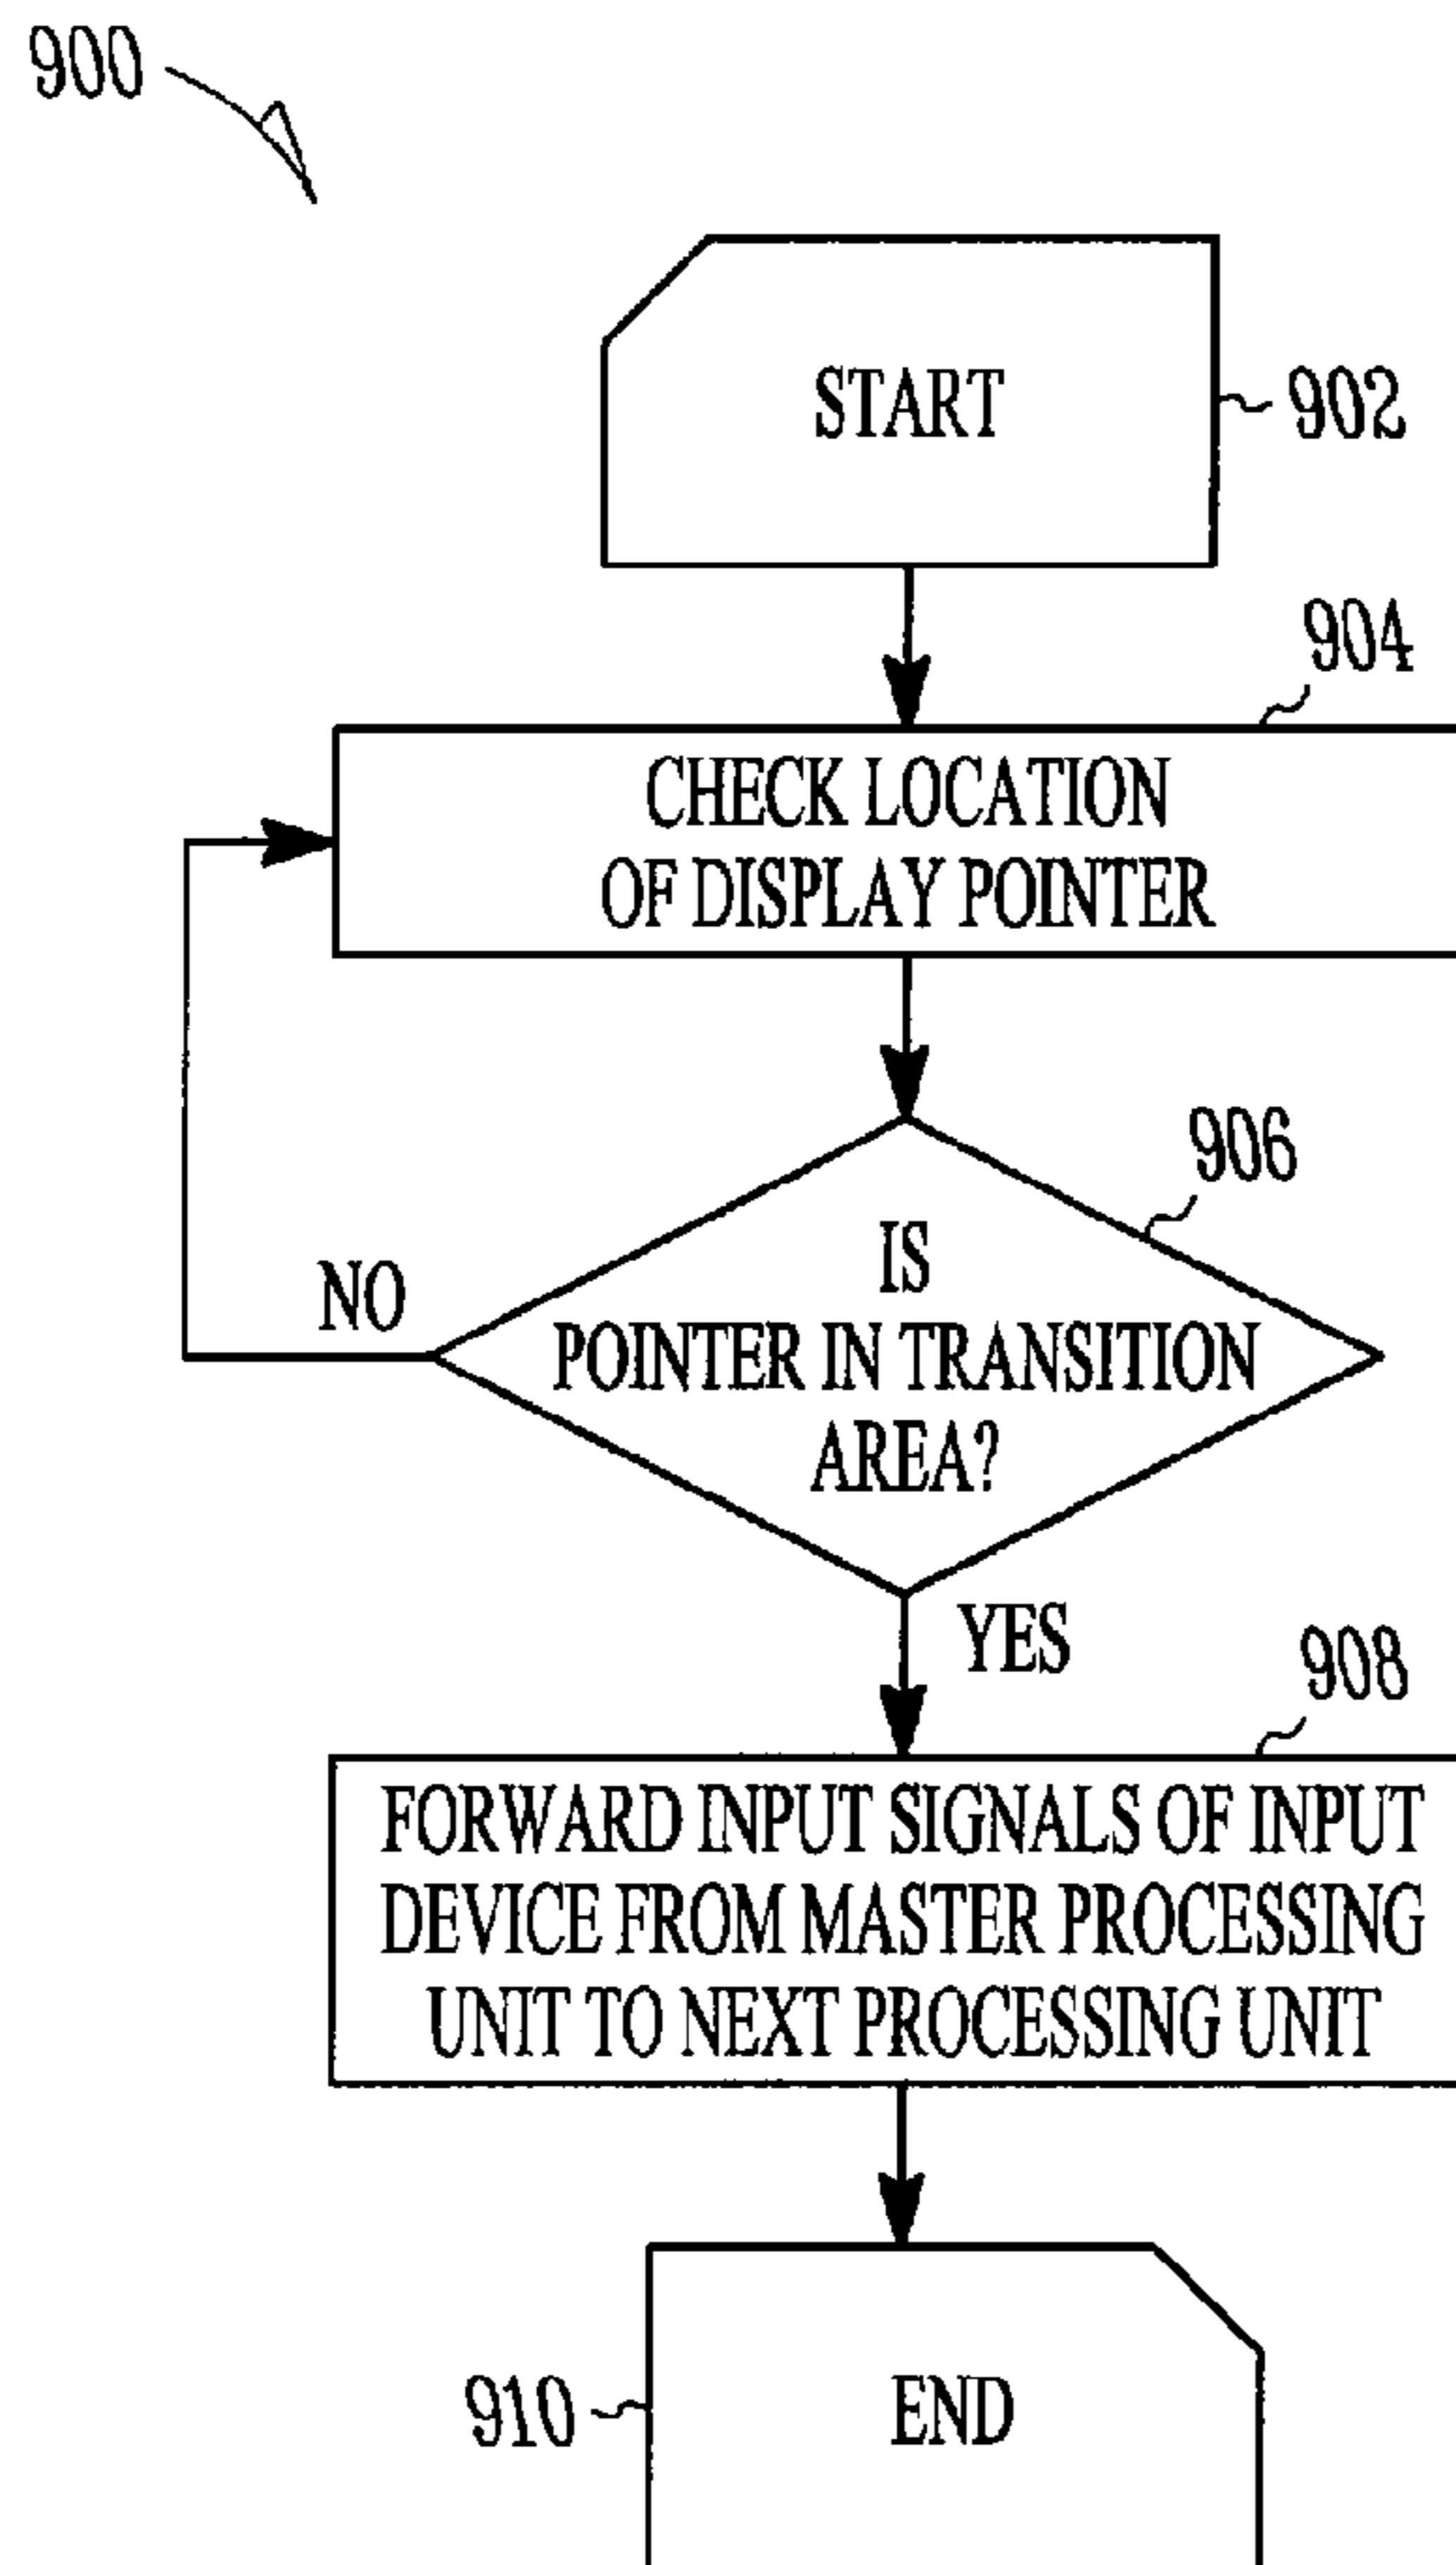 900
START
902
904
CHECK LOCATION
OF DISPLAY POINTER
906
IS
POINTER IN TRANSITION
AREA?
NO
YES
908
FORWARD INPUT SIGNALS OF INPUT
DEVICE FROM MASTER PROCESSING
UNIT TO NEXT PROCESSING UNIT
910
END